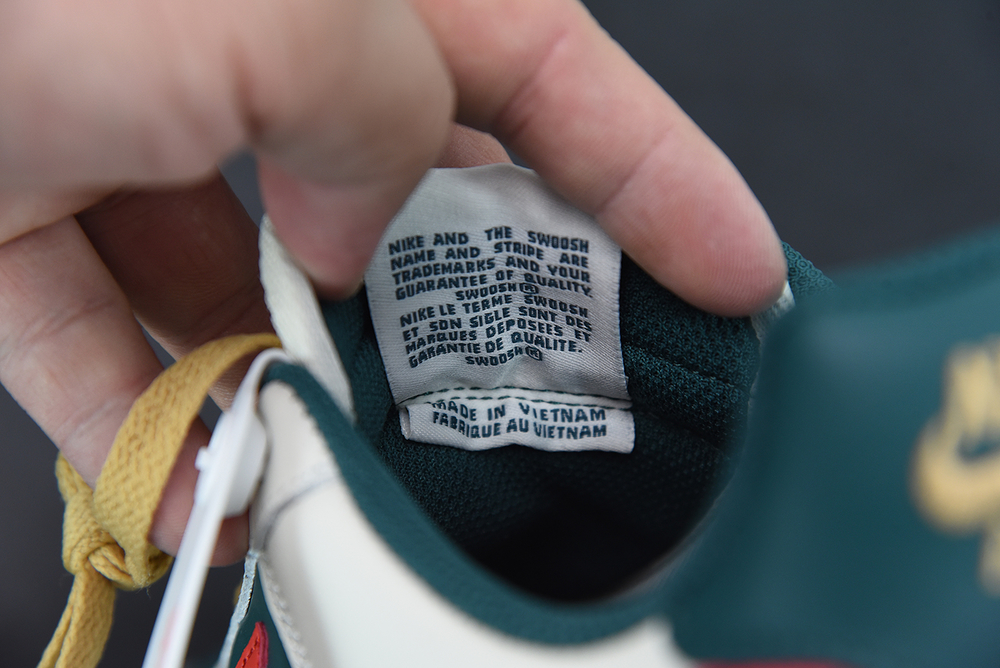 NIKE AND THE SWOOSH
NAME AND STRIPE ARE
TRADEMARKS AND YOUR
GUARANTEE OF QUALITY.
SWOOSH®
NIKE LE TERME SWOOSH
ET SON SIGLE SONT DES
MARQUES DEPOSEES ET
GARANTIE DE QUALITE.
SWOOSH®
MADE IN VIETNAM
FABRIQUE AU VIETNAM